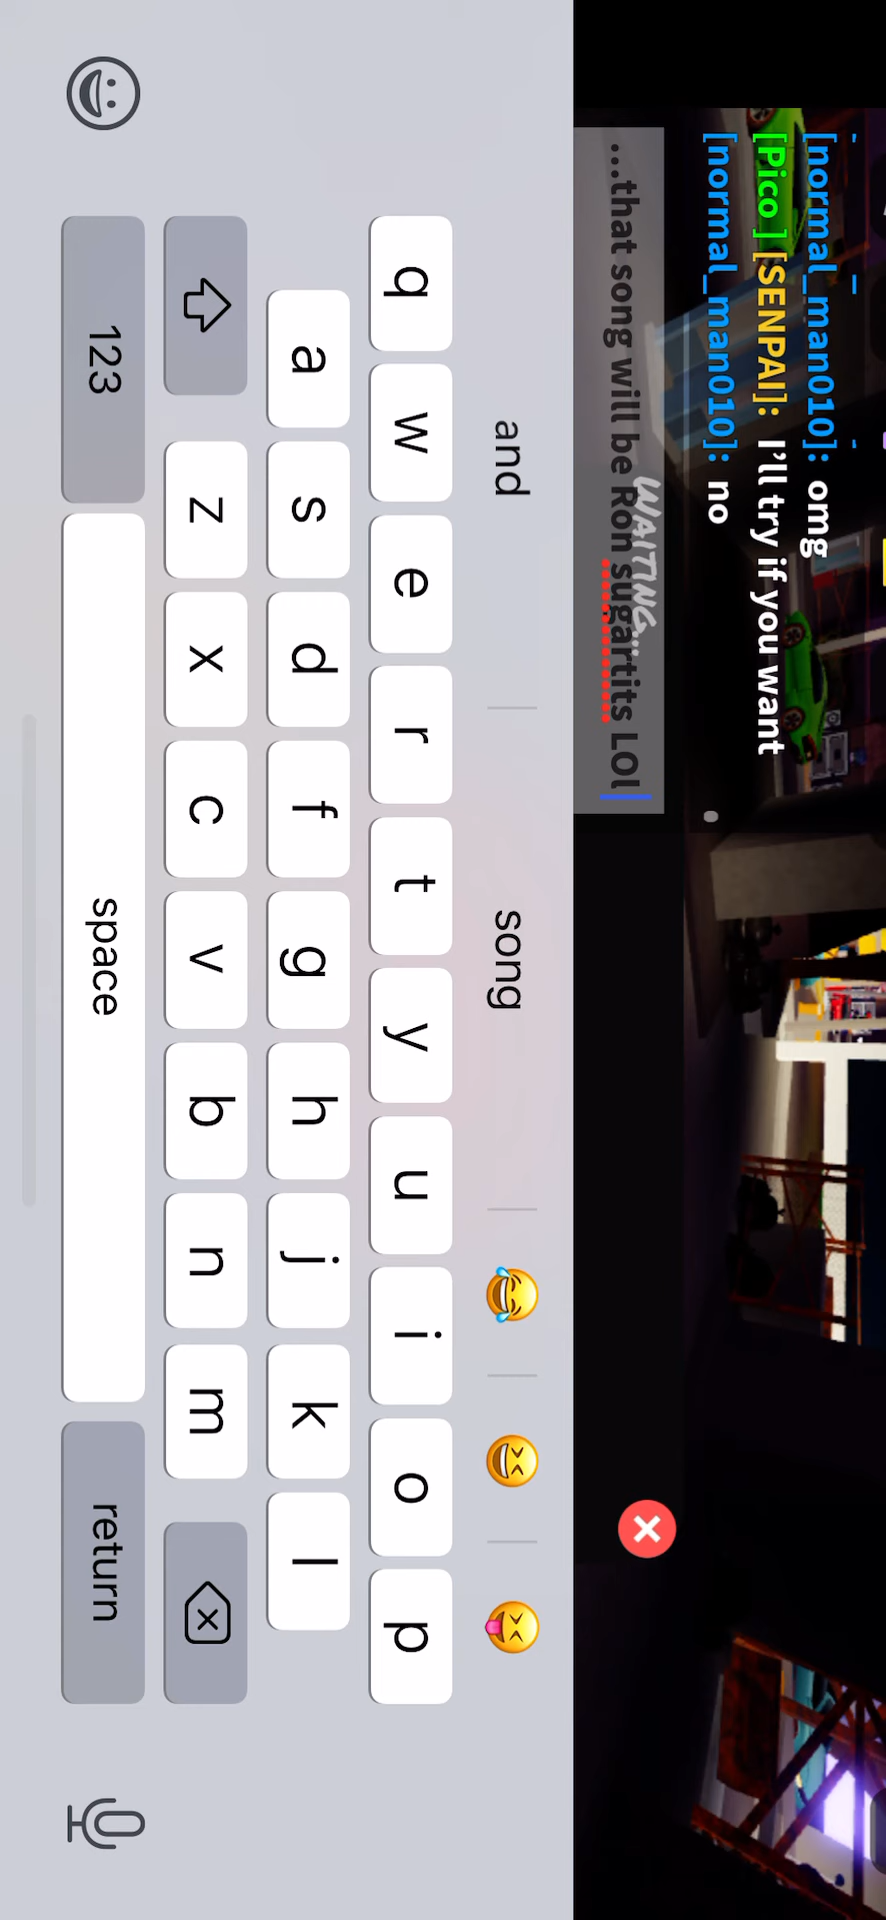 [normal_man010]: omg
[Pico ] [SENPAI]: I'll try if you want
[normal_man010]: no
WAITING...
...that song will be Ron sugartits LOl
and song 😂 😆 😝
q w e r t y u i o p
a s d f g h j k l
z x c v b n m
123 space return